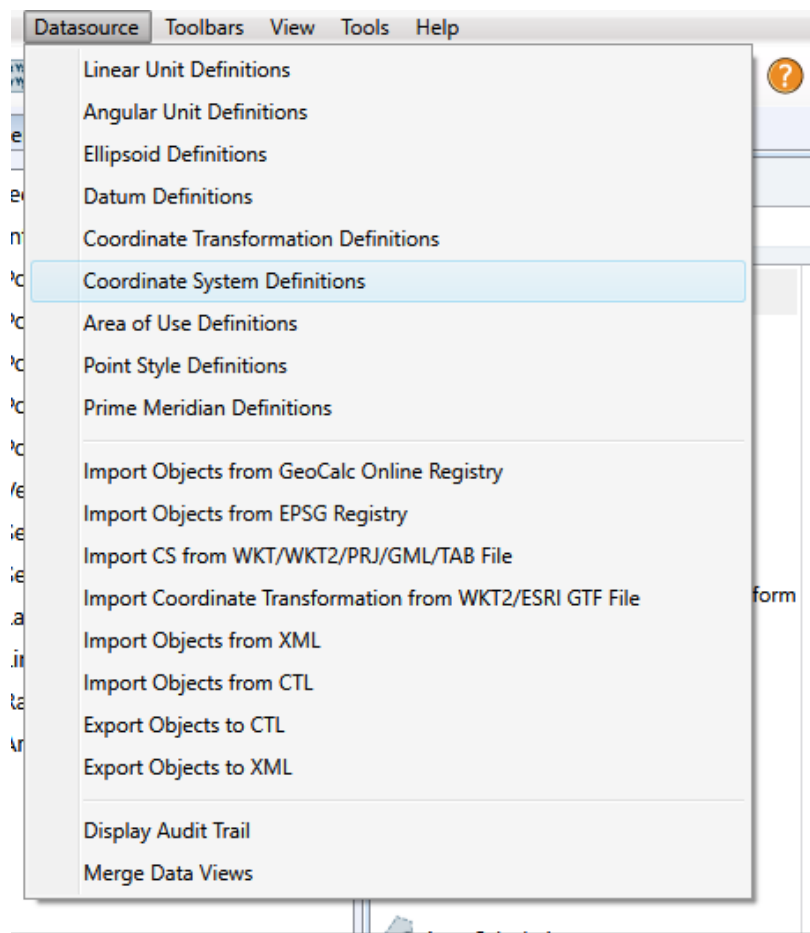 Datasource Toolbars View Tools Help
Linear Unit Definitions
Angular Unit Definitions
Ellipsoid Definitions
Datum Definitions
Coordinate Transformation Definitions
Coordinate System Definitions
Area of Use Definitions
Point Style Definitions
Prime Meridian Definitions
Import Objects from GeoCalc Online Registry
Import Objects from EPSG Registry
Import CS from WKT/WKT2/PRJ/GML/TAB File
Import Coordinate Transformation from WKT2/ESRI GTF File
form
Import Objects from XML
Import Objects from CTL
Export Objects to CTL
Export Objects to XML
Display Audit Trail
Merge Data Views